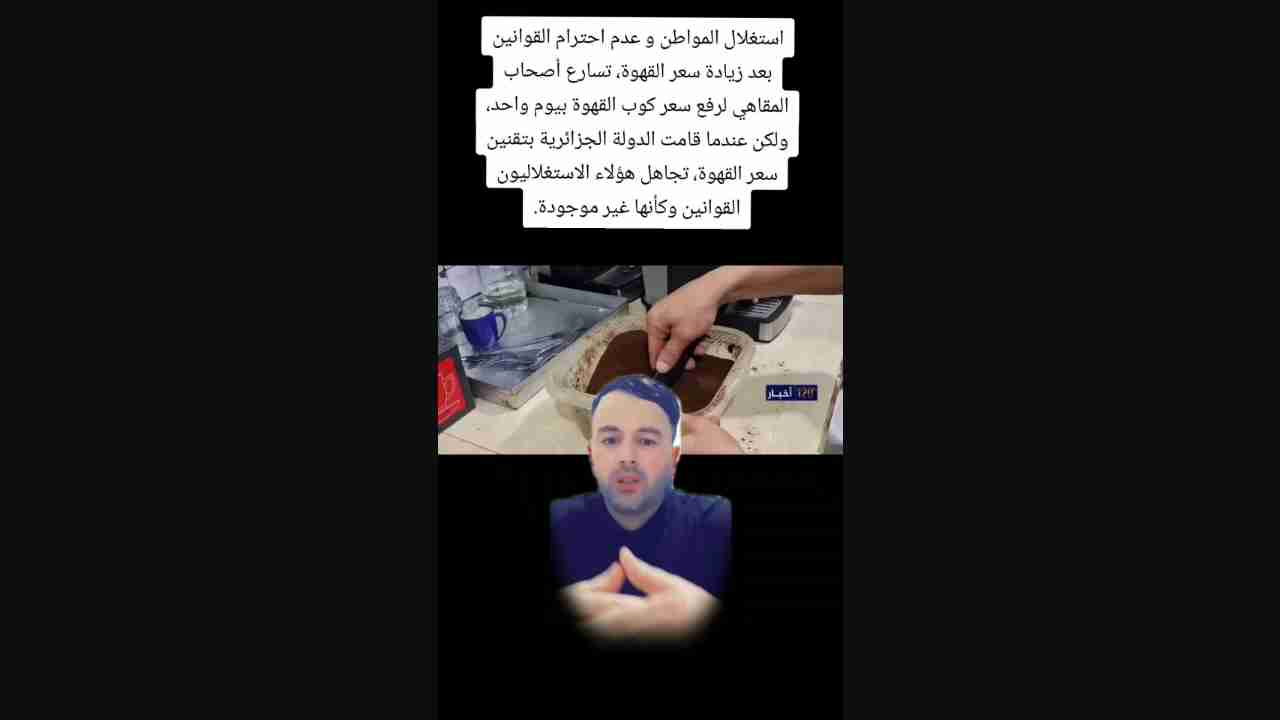 استغلال المواطن و عدم احترام القوانين
بعد زيادة سعر القهوة، تسارع أصحاب
المقاهي لرفع سعر كوب القهوة بيوم واحد،
ولكن عندما قامت الدولة الجزائرية بتقنين
سعر القهوة، تجاهل هؤلاء الاستغلاليون
القوانين وكأنها غير موجودة.
أخبار